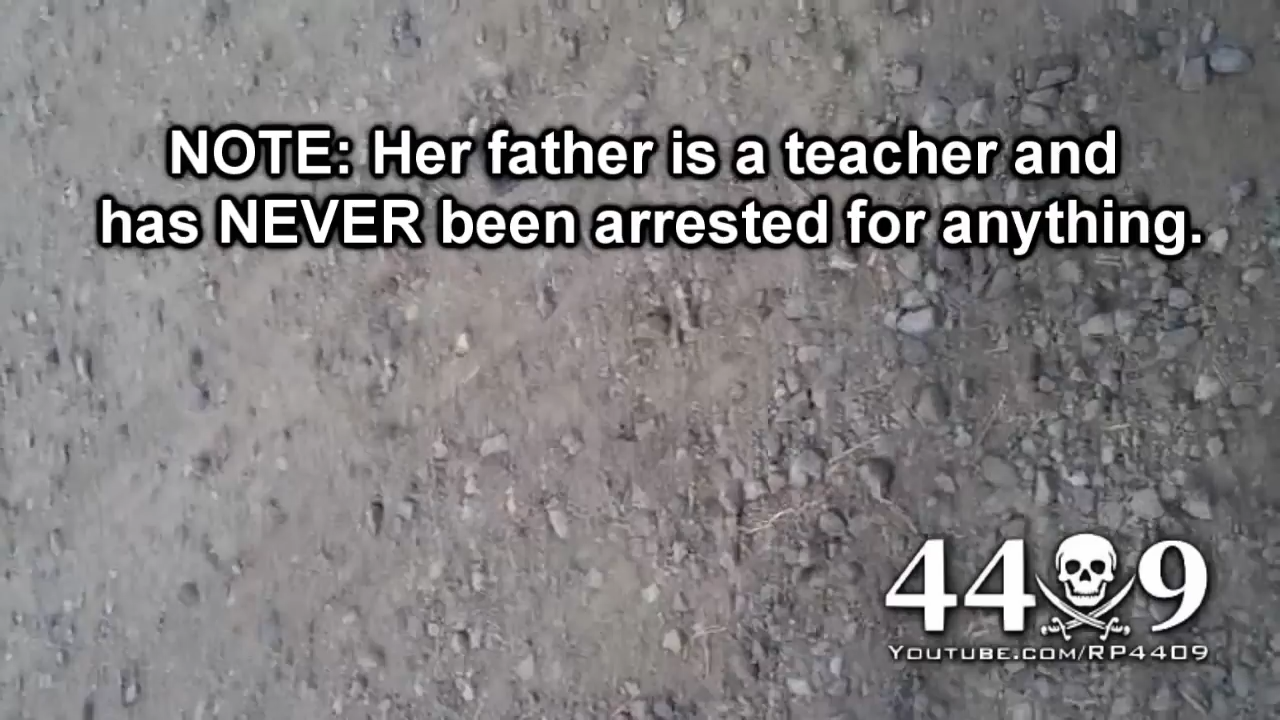 NOTE: Her father is a teacher and
has NEVER been arrested for anything.
4409
YOUTUBE.COM/RP4409